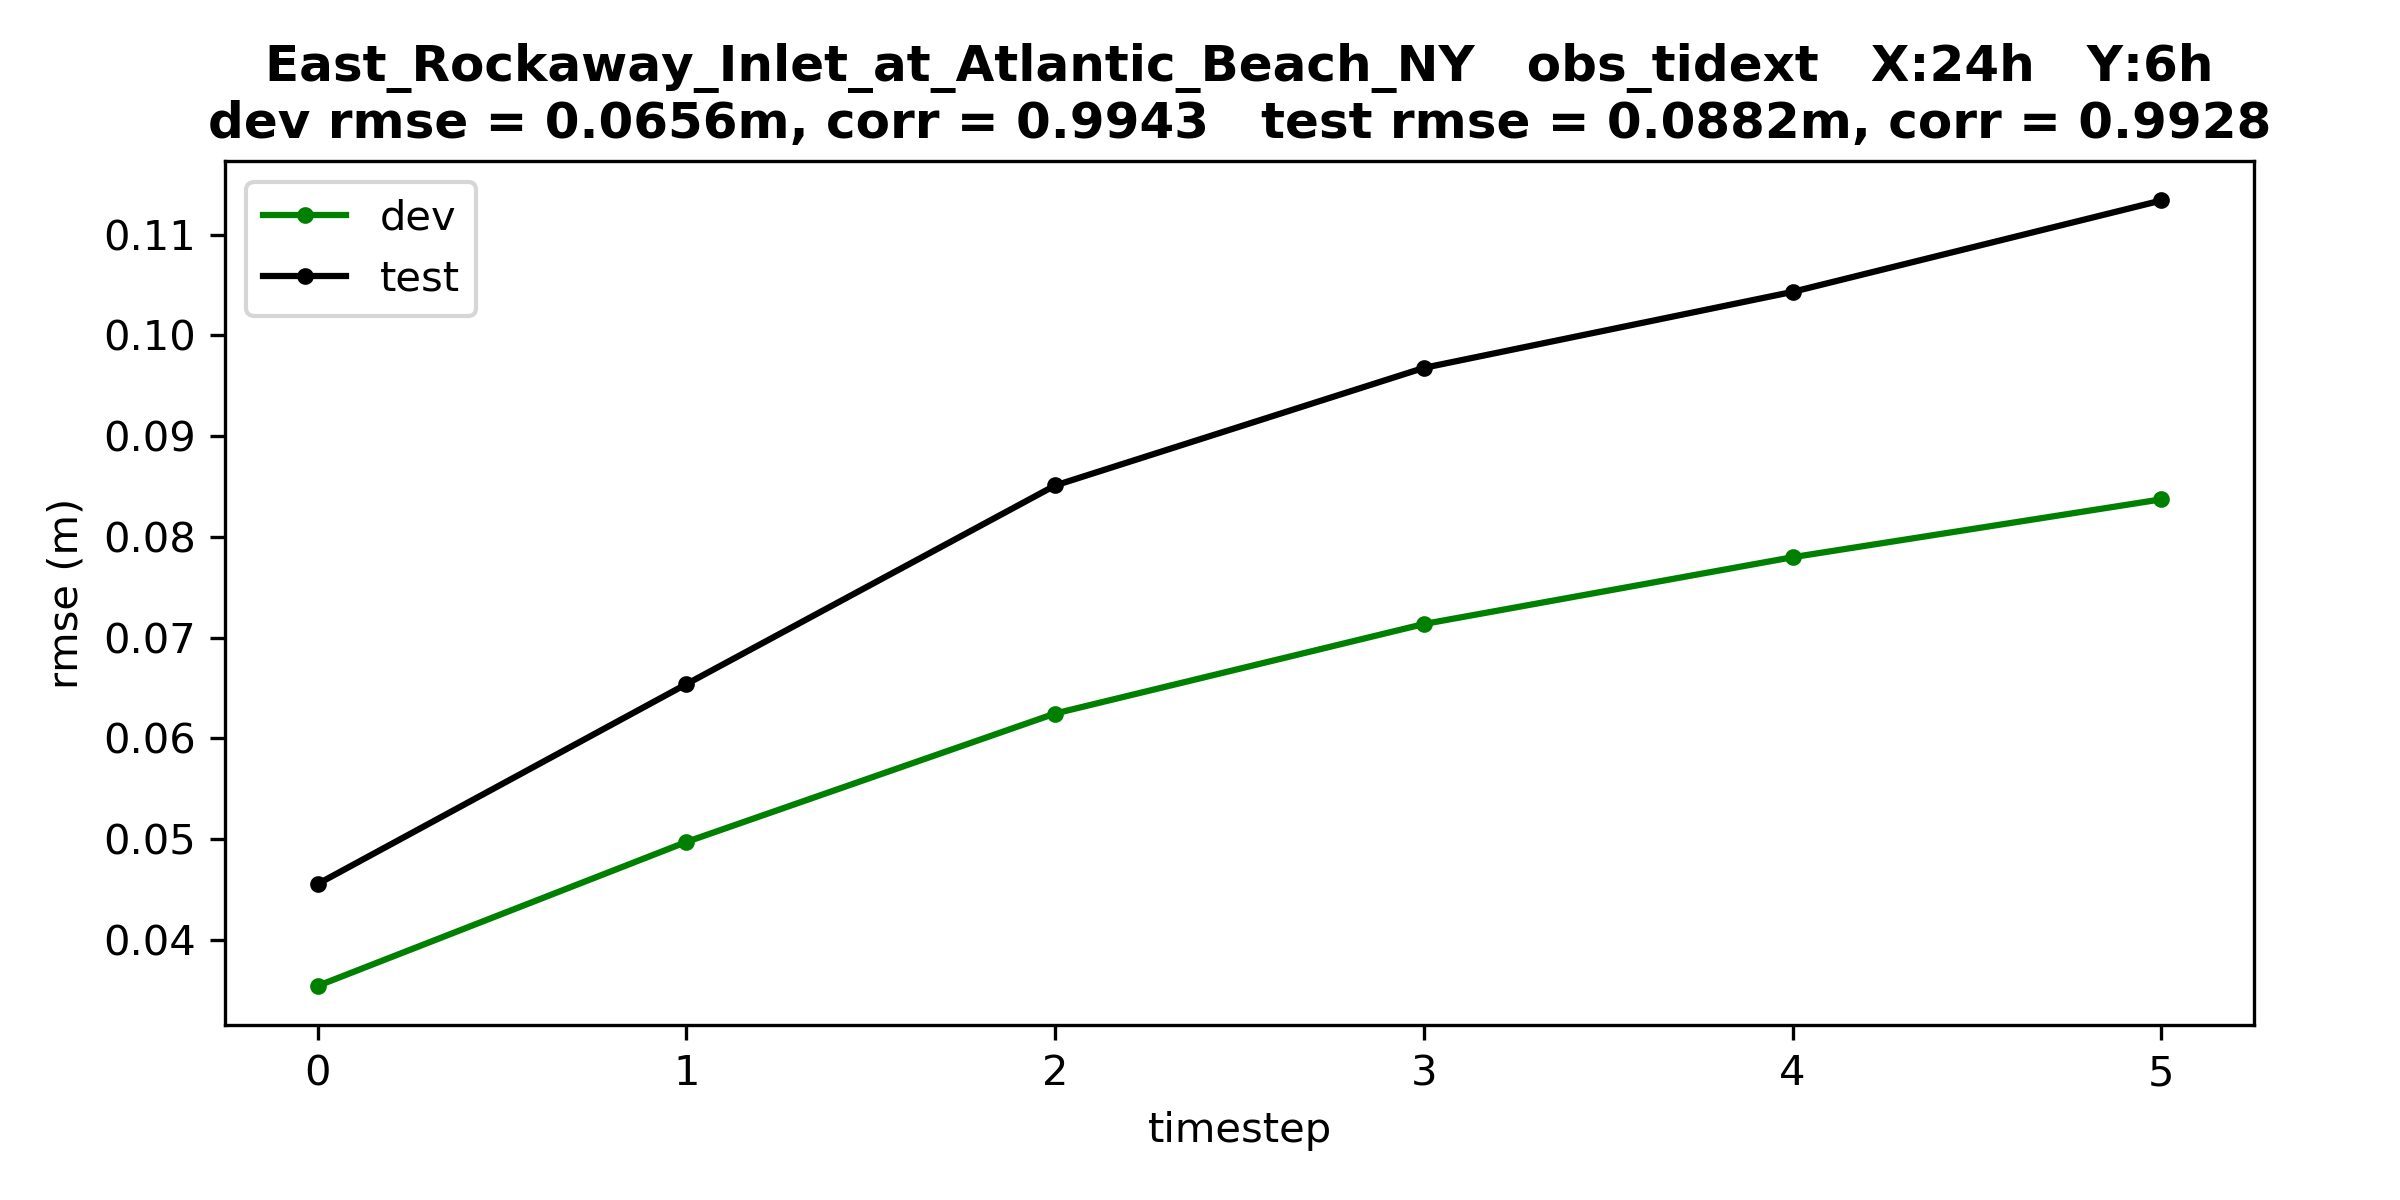 East_Rockaway_Inlet_at_Atlantic_Beach_NY   obs_tidext   X:24h   Y:6h
dev rmse = 0.0656m, corr = 0.9943   test rmse = 0.0882m, corr = 0.9928
dev
test
0.11
0.10
0.09
0.08
0.07
0.06
0.05
0.04
rmse (m)
0 1 2 3 4 5
timestep